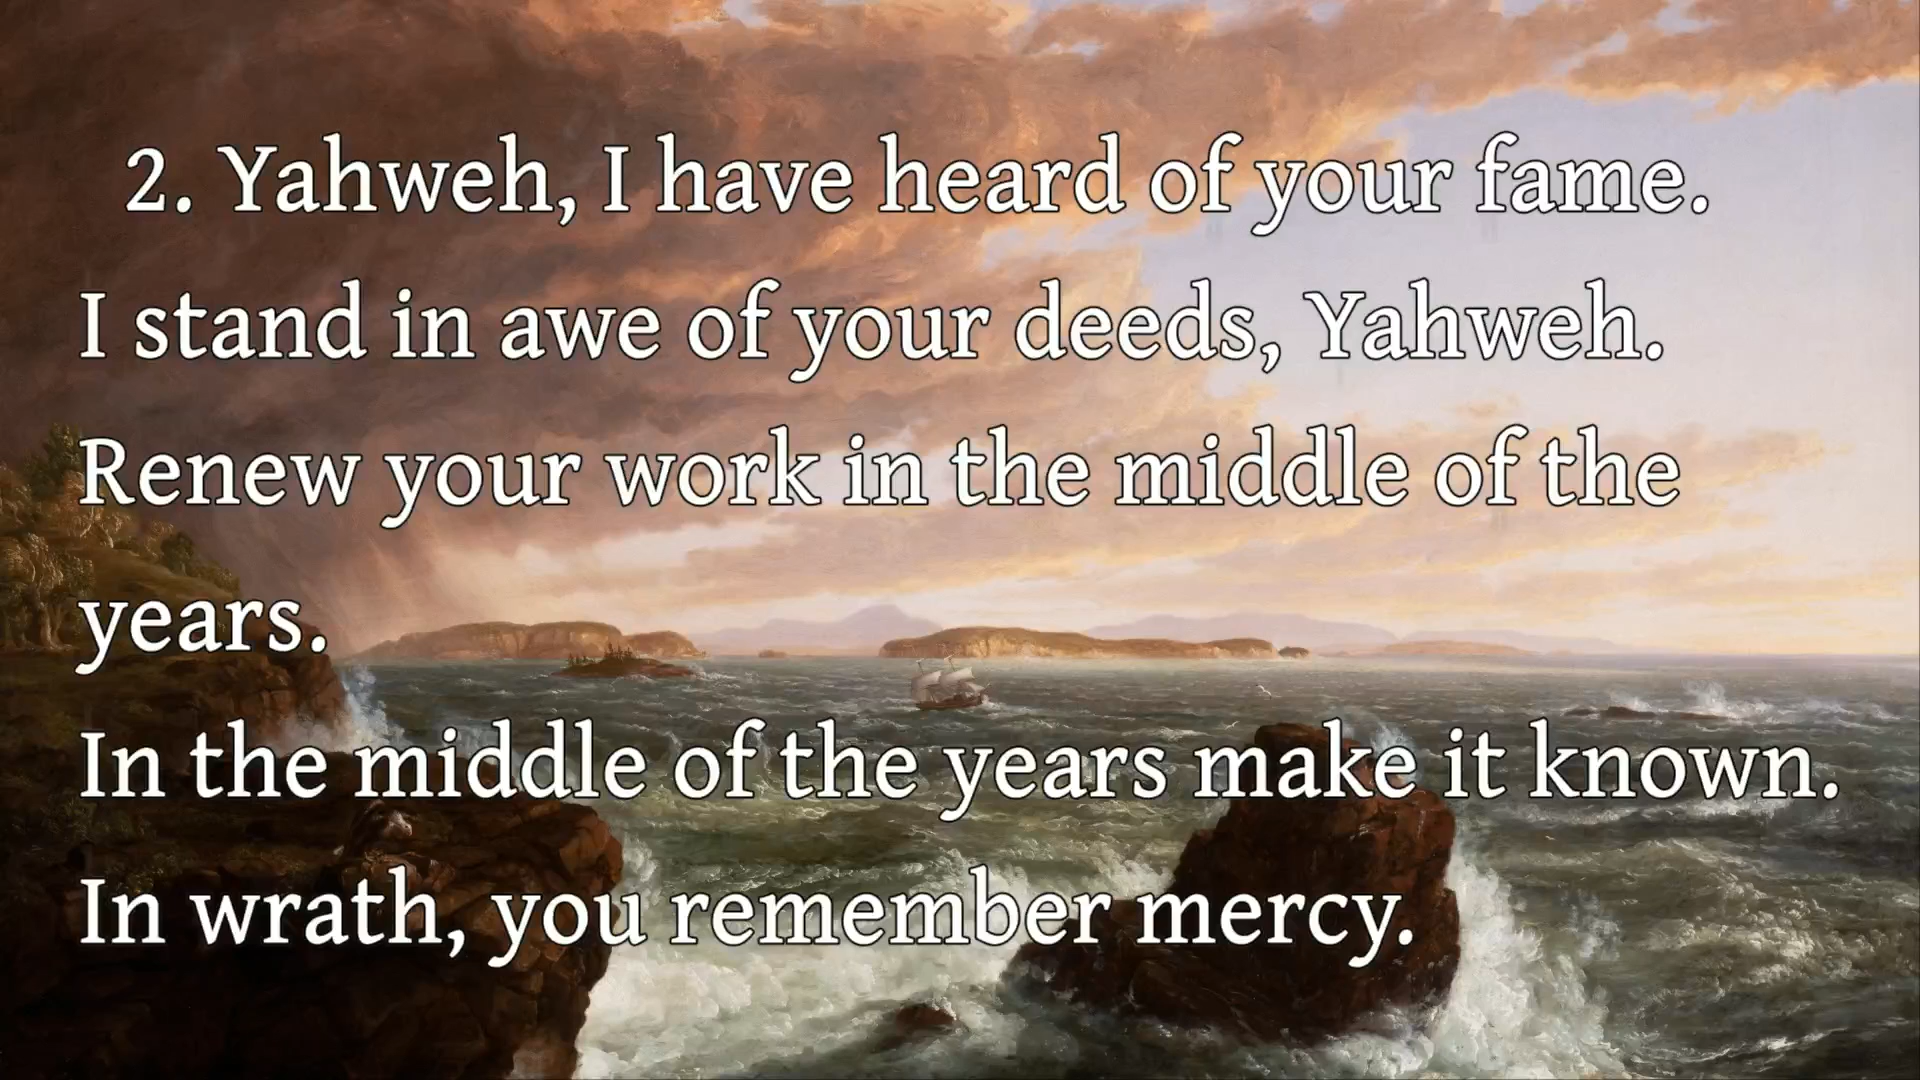 2. Yahweh, I have heard of your fame.
I stand in awe of your deeds, Yahweh.
Renew your work in the middle of the
years.
In the middle of the years make it known.
In wrath, you remember mercy.